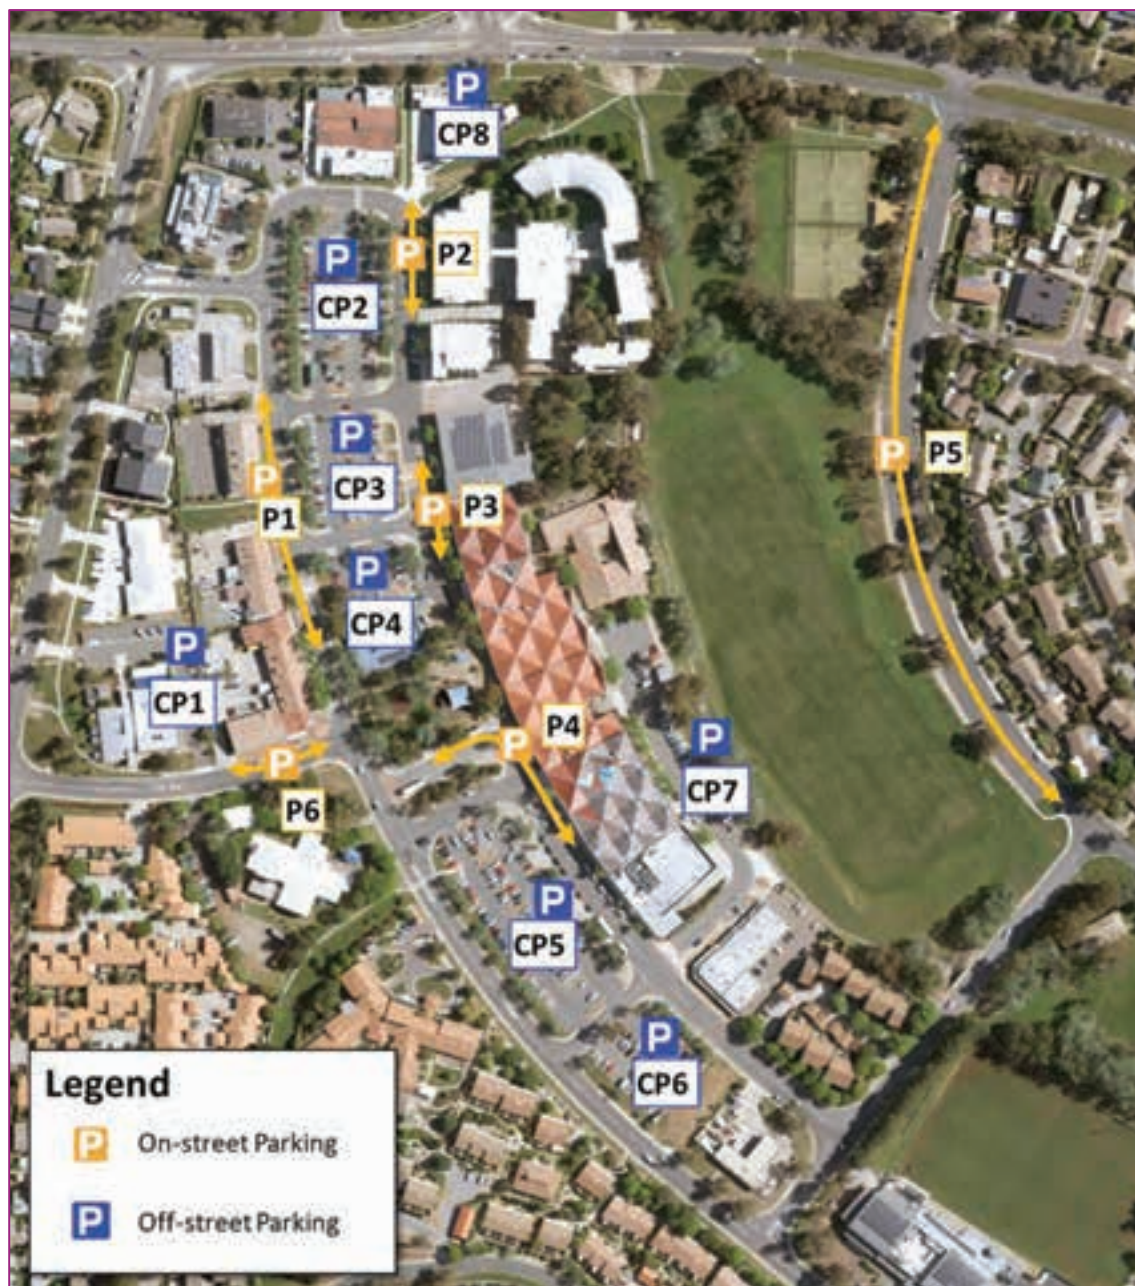 P
CP8
P
P2
P
CP2
P
CP3
P
P1
P
P3
P
P5
P
CP4
P
CP1
P
P4
P
CP7
P
P6
P
CP5
P
CP6
Legend
P On-street Parking
P Off-street Parking